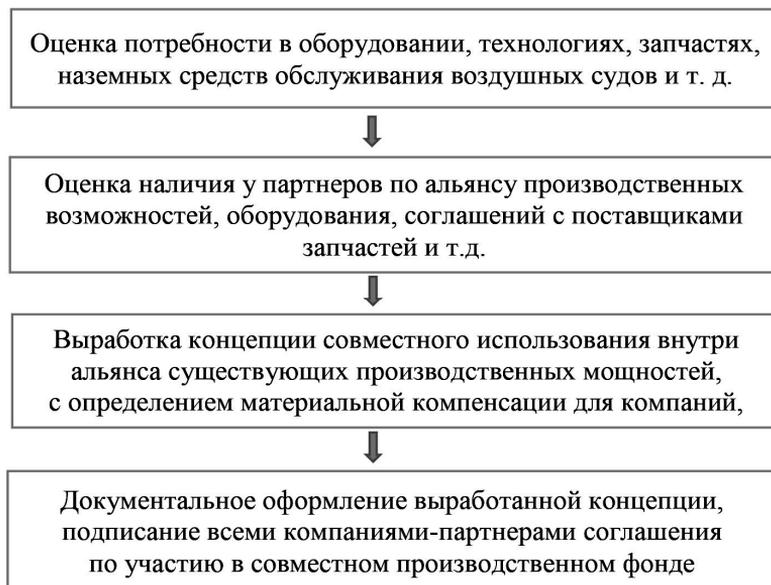 Оценка потребности в оборудовании, технологиях, запчастях,
наземных средств обслуживания воздушных судов и т. д.
Оценка наличия у партнеров по альянсу производственных
возможностей, оборудования, соглашений с поставщиками
запчастей и т.д.
Выработка концепции совместного использования внутри
альянса существующих производственных мощностей,
с определением материальной компенсации для компаний,
Документальное оформление выработанной концепции,
подписание всеми компаниями-партнерами соглашения
по участию в совместном производственном фонде